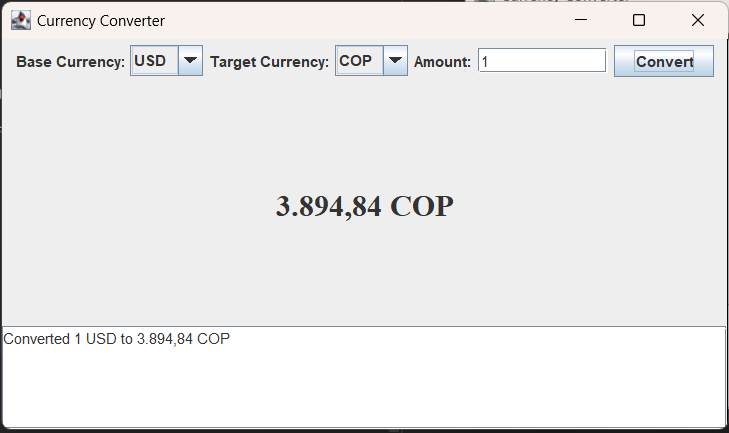 Currency Converter
Base Currency: USD Target Currency: COP Amount: 1 Convert
3.894,84 COP
Converted 1 USD to 3.894,84 COP